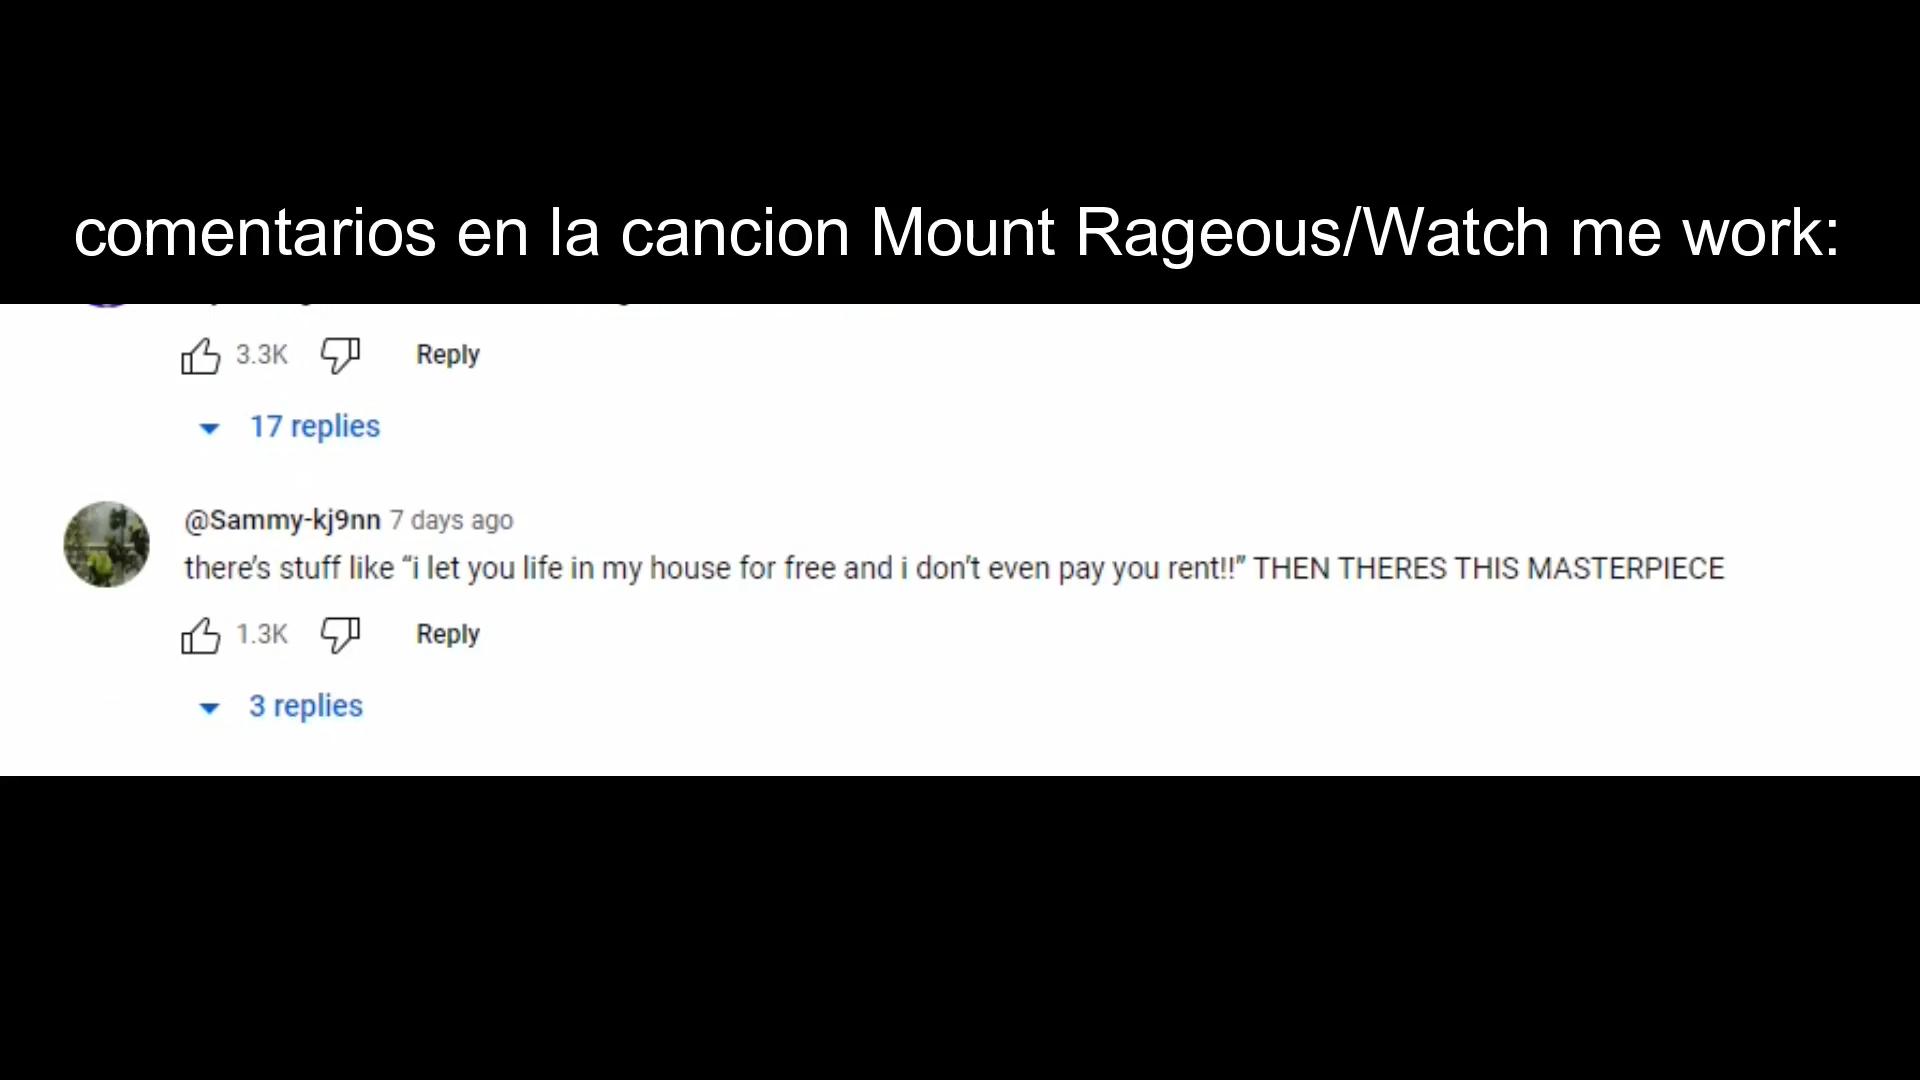 comentarios en la cancion Mount Rageous/Watch me work:
3.3K Reply
17 replies
@Sammy-kj9nn 7 days ago
there’s stuff like “i let you life in my house for free and i don’t even pay you rent!!” THEN THERES THIS MASTERPIECE
1.3K Reply
3 replies